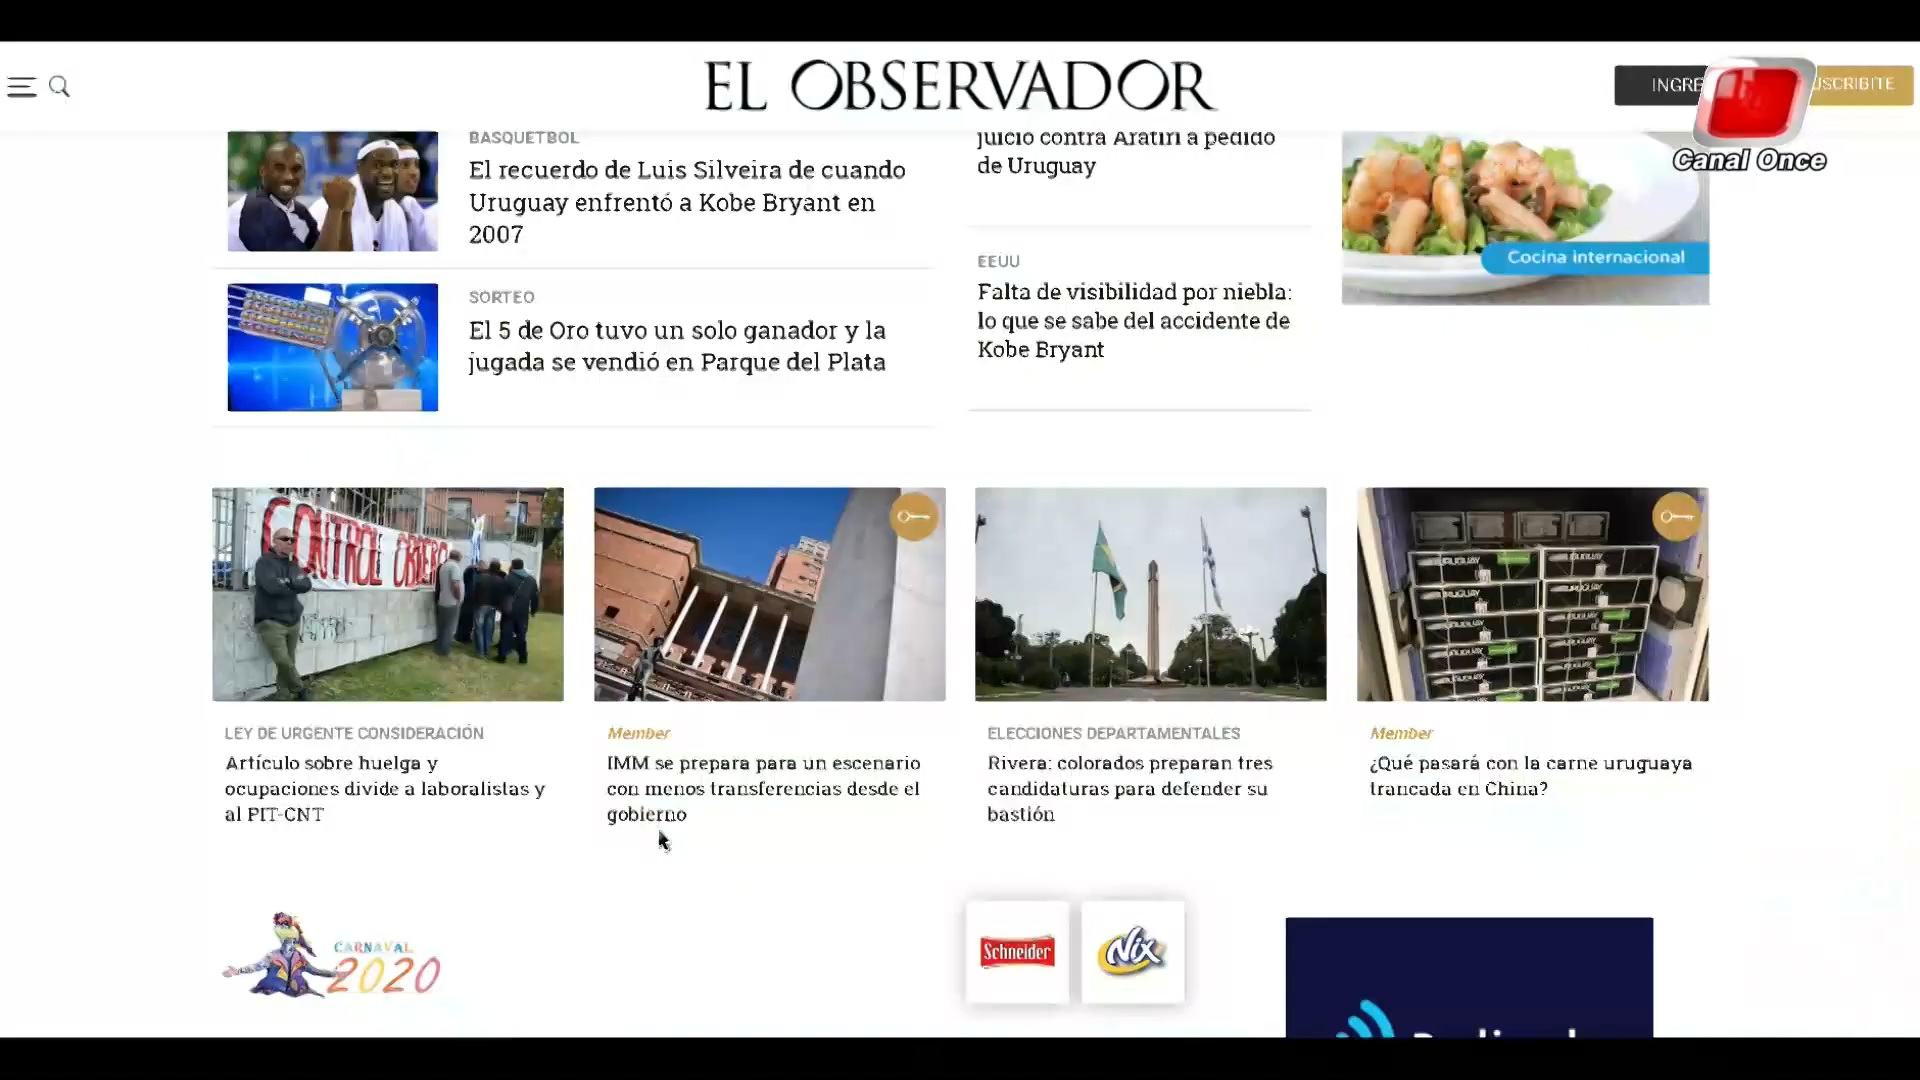 EL OBSERVADOR
Canal Once
BASQUETBOL
El recuerdo de Luis Silveira de cuando
Uruguay enfrentó a Kobe Bryant en
2007
SORTEO
El 5 de Oro tuvo un solo ganador y la
jugada se vendió en Parque del Plata
juicio contra Aratirí a pedido
de Uruguay
EEUU
Falta de visibilidad por niebla:
lo que se sabe del accidente de
Kobe Bryant
Cocina internacional
CONTROL OBRERO
LEY DE URGENTE CONSIDERACIÓN
Artículo sobre huelga y
ocupaciones divide a laboralistas y
al PIT-CNT
Member
IMM se prepara para un escenario
con menos transferencias desde el
gobierno
ELECCIONES DEPARTAMENTALES
Rivera: colorados preparan tres
candidaturas para defender su
bastión
URUGUAY
Member
¿Qué pasará con la carne uruguaya
trancada en China?
CARNAVAL
2020
Schneider
Nix